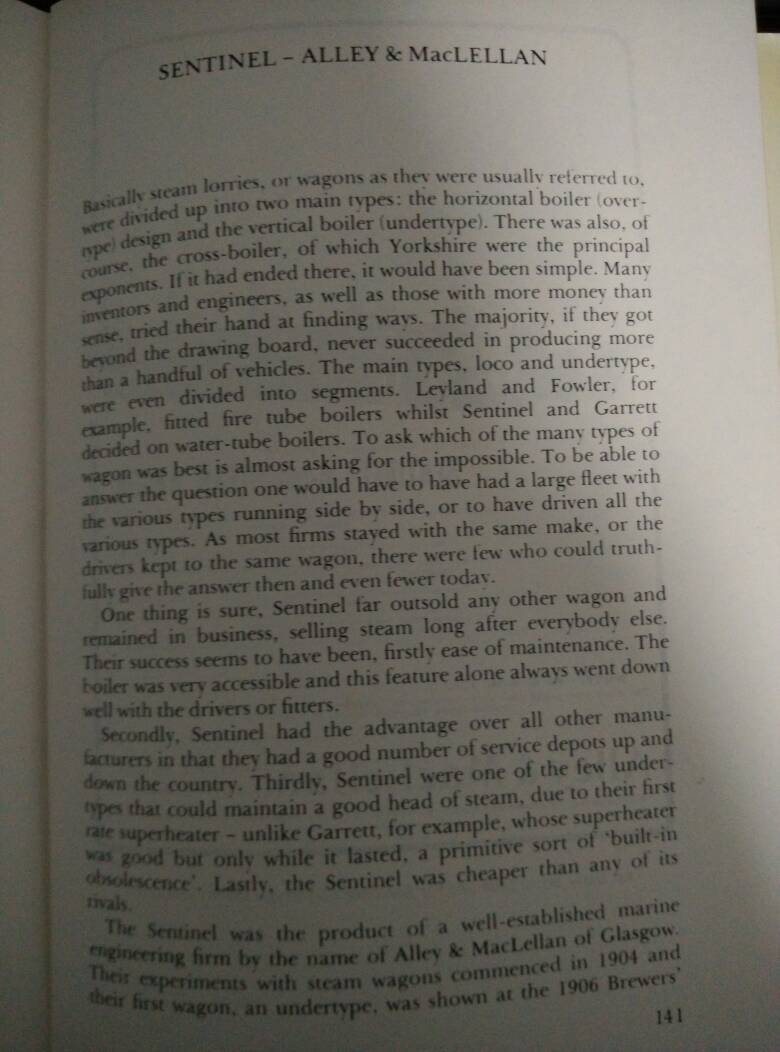 SENTINEL – ALLEY & MacLELLAN
Basically steam lorries, or wagons as they were usually referred to,
were divided up into two main types: the horizontal boiler (over-
type) design and the vertical boiler (undertype). There was also, of
course, the cross-boiler, of which Yorkshire were the principal
exponents. If it had ended there, it would have been simple. Many
inventors and engineers, as well as those with more money than
sense, tried their hand at finding ways. The majority, if they got
beyond the drawing board, never succeeded in producing more
than a handful of vehicles. The main types, loco and undertype,
were even divided into segments. Leyland and Fowler, for
example, fitted fire tube boilers whilst Sentinel and Garrett
decided on water-tube boilers. To ask which of the many types of
wagon was best is almost asking for the impossible. To be able to
answer the question one would have to have had a large fleet with
the various types running side by side, or to have driven all the
various types. As most firms stayed with the same make, or the
drivers kept to the same wagon, there were few who could truth-
fully give the answer then and even fewer today.
One thing is sure, Sentinel far outsold any other wagon and
remained in business, selling steam long after everybody else.
Their success seems to have been, firstly ease of maintenance. The
boiler was very accessible and this feature alone always went down
well with the drivers or fitters.
Secondly, Sentinel had the advantage over all other manu-
facturers in that they had a good number of service depots up and
down the country. Thirdly, Sentinel were one of the few under-
types that could maintain a good head of steam, due to their first
rate superheater – unlike Garrett, for example, whose superheater
was good but only while it lasted, a primitive sort of 'built-in
obsolescence'. Lastly, the Sentinel was cheaper than any of its
rivals.
The Sentinel was the product of a well-established marine
engineering firm by the name of Alley & MacLellan of Glasgow.
Their experiments with steam wagons commenced in 1904 and
their first wagon, an undertype, was shown at the 1906 Brewers'
141